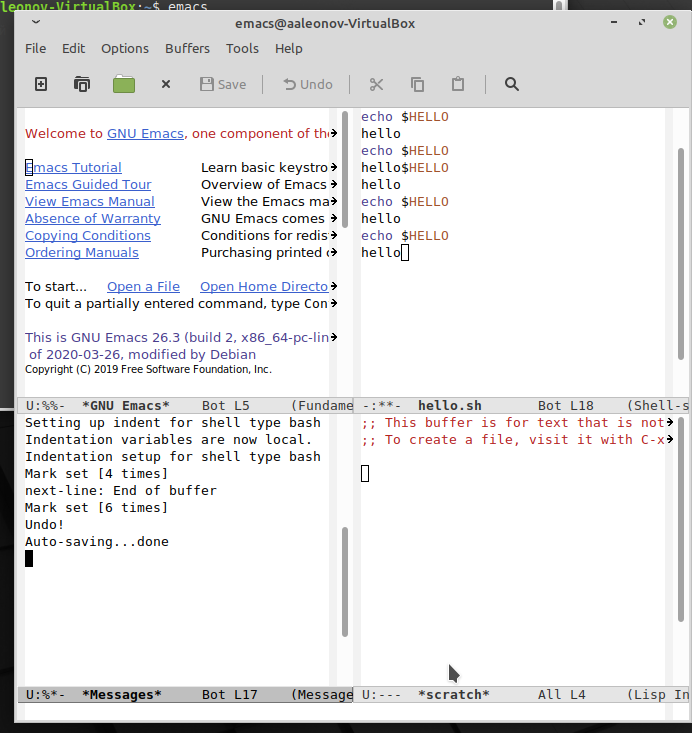 leonov-VirtualBox:~$ emacs
emacs@aaleonov-VirtualBox
File Edit Options Buffers Tools Help
Save Undo
Welcome to GNU Emacs, one component of the
Emacs Tutorial Learn basic keystro
Emacs Guided Tour Overview of Emacs
View Emacs Manual View the Emacs ma
Absence of Warranty GNU Emacs comes
Copying Conditions Conditions for redis
Ordering Manuals Purchasing printed c
To start... Open a File Open Home Directo
To quit a partially entered command, type Con
This is GNU Emacs 26.3 (build 2, x86_64-pc-lin
of 2020-03-26, modified by Debian
Copyright (C) 2019 Free Software Foundation, Inc.
U:%%- *GNU Emacs* Bot L5 (Fundame
echo $HELLO
hello
echo $HELLO
hello$HELLO
hello
echo $HELLO
hello
echo $HELLO
hello
-:**- hello.sh Bot L18 (Shell-s
Setting up indent for shell type bash
Indentation variables are now local.
Indentation setup for shell type bash
Mark set [4 times]
next-line: End of buffer
Mark set [6 times]
Undo!
Auto-saving...done
U:%*- *Messages* Bot L17 (Message
;; This buffer is for text that is not
;; To create a file, visit it with C-x
U:--- *scratch* All L4 (Lisp In